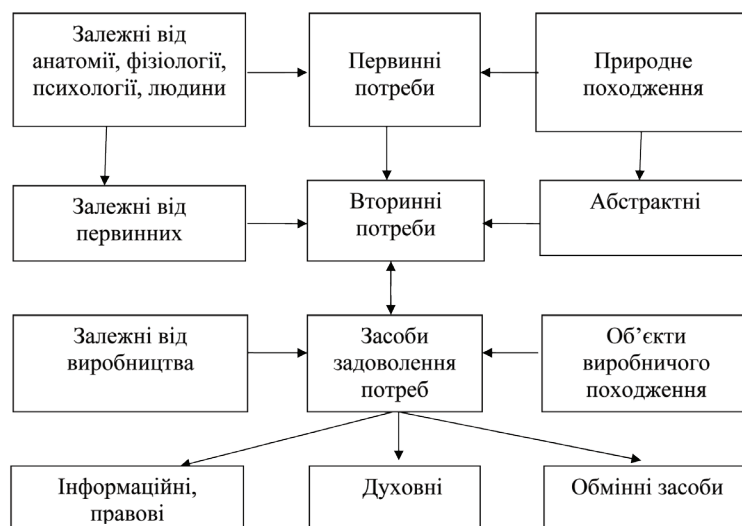 Залежні від
анатомії, фізіології,
психології, людини
Первинні
потреби
Природне
походження
Залежні від
первинних
Вторинні
потреби
Абстрактні
Залежні від
виробництва
Засоби
задоволення
потреб
Об’єкти
виробничого
походження
Інформаційні,
правові
Духовні
Обмінні засоби